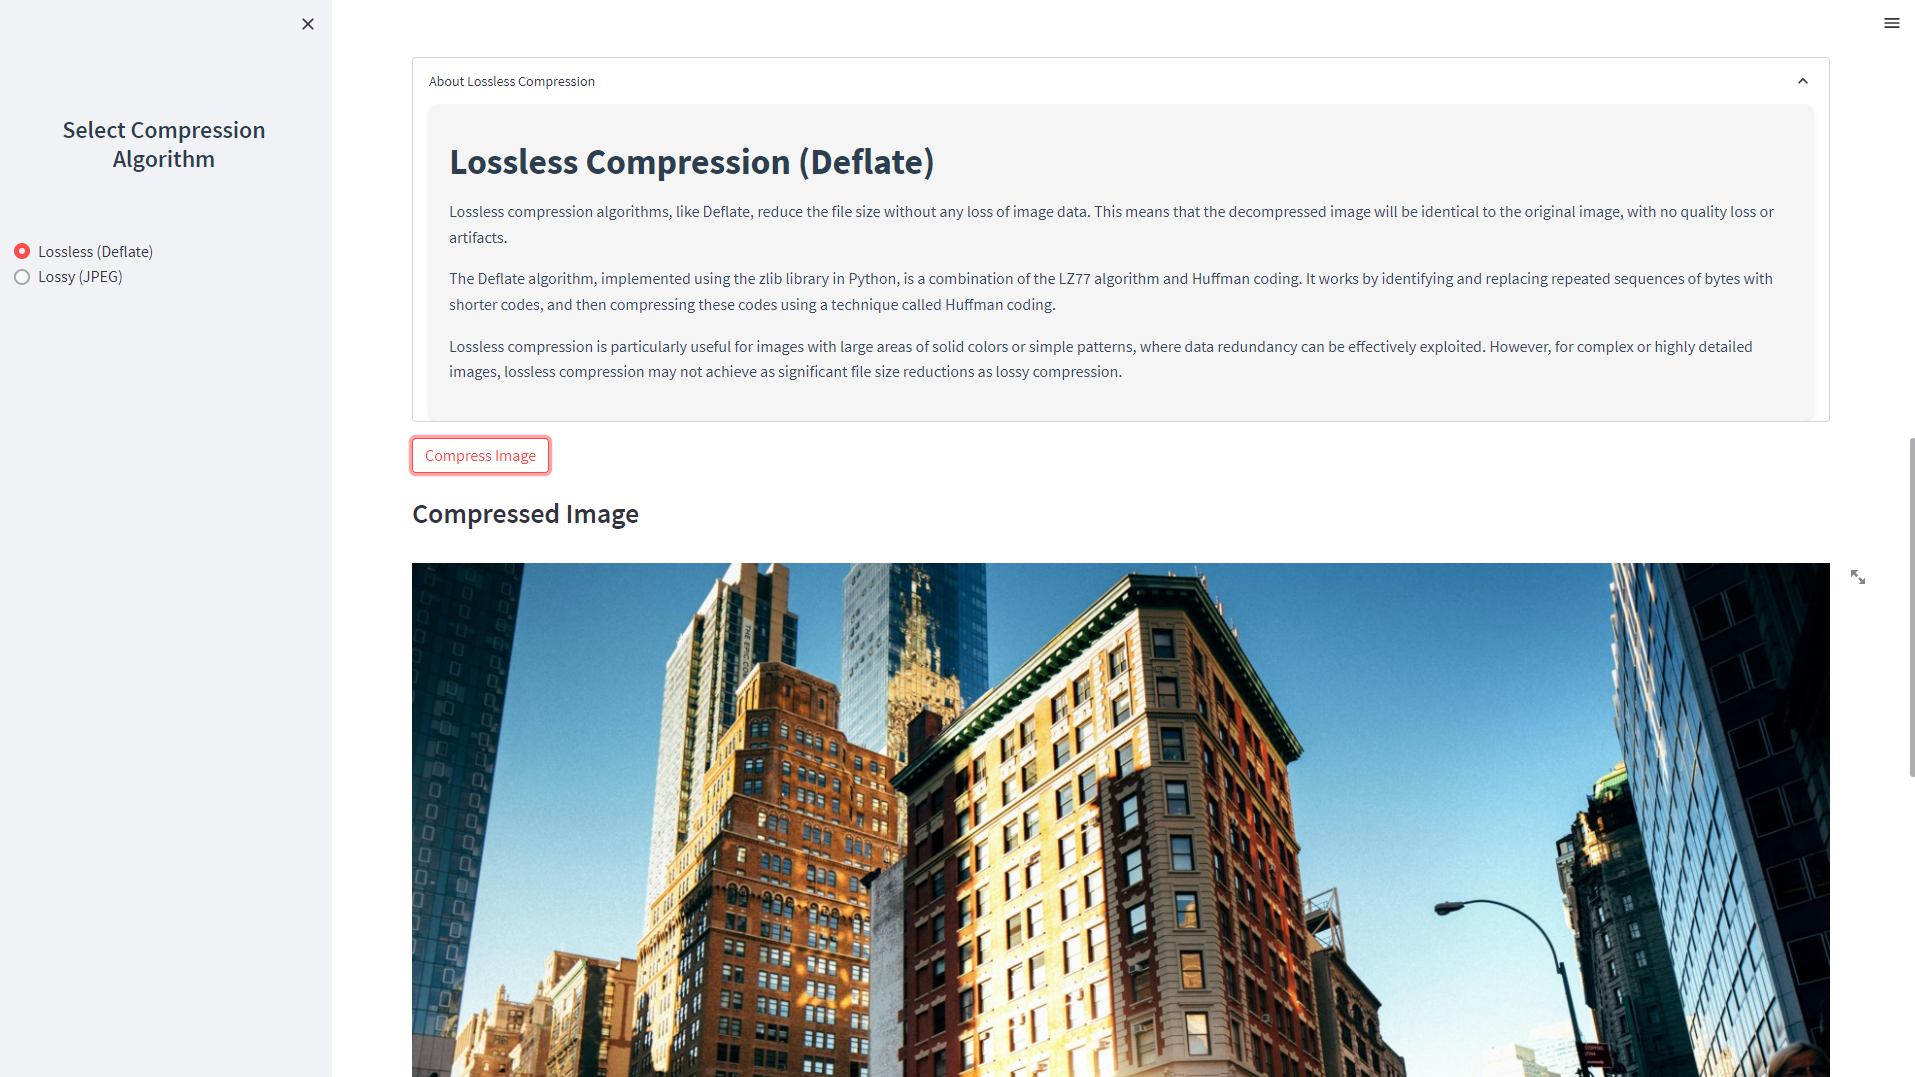 Select Compression
Algorithm
Lossless (Deflate)
Lossy (JPEG)
About Lossless Compression
Lossless Compression (Deflate)
Lossless compression algorithms, like Deflate, reduce the file size without any loss of image data. This means that the decompressed image will be identical to the original image, with no quality loss or
artifacts.
The Deflate algorithm, implemented using the zlib library in Python, is a combination of the LZ77 algorithm and Huffman coding. It works by identifying and replacing repeated sequences of bytes with
shorter codes, and then compressing these codes using a technique called Huffman coding.
Lossless compression is particularly useful for images with large areas of solid colors or simple patterns, where data redundancy can be effectively exploited. However, for complex or highly detailed
images, lossless compression may not achieve as significant file size reductions as lossy compression.
Compress Image
Compressed Image
THE EPIC